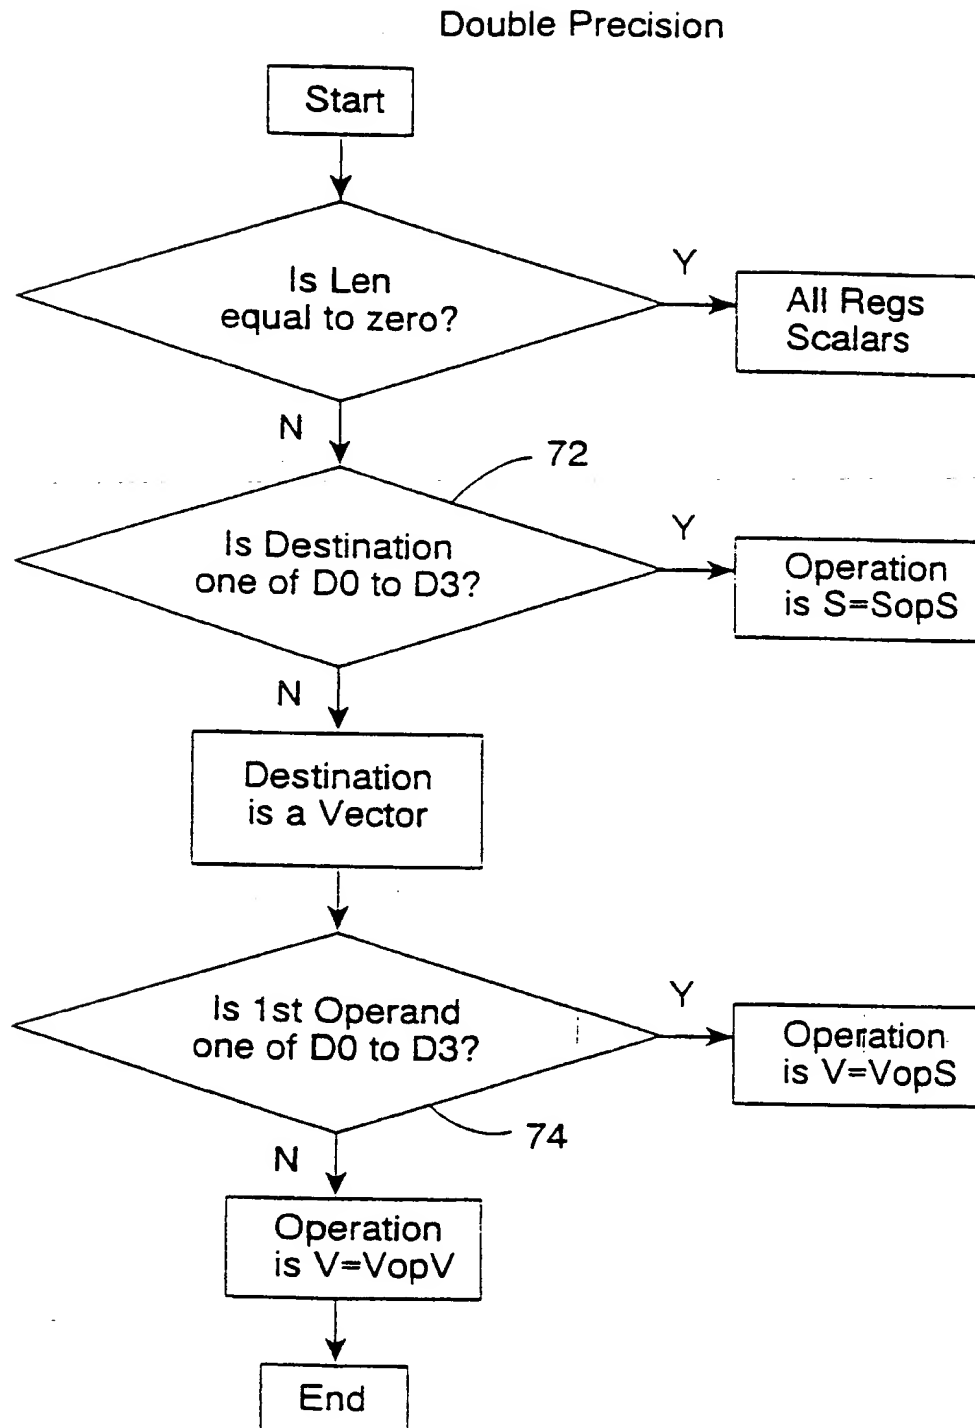 Double Precision
Start
Is Len
equal to zero?
Y
All Regs
Scalars
N
72
Is Destination
one of D0 to D3?
Y
Operation
is S=SopS
N
Destination
is a Vector
Is 1st Operand
one of D0 to D3?
Y
Operation
is V=VopS
74
N
Operation
is V=VopV
End